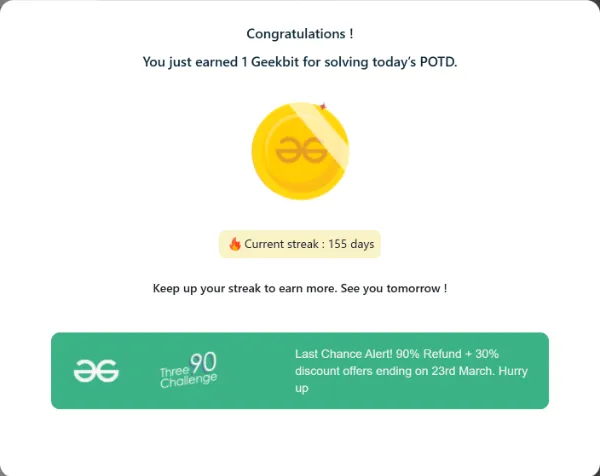 Congratulations !
You just earned 1 Geekbit for solving today's POTD.
Current streak : 155 days
Keep up your streak to earn more. See you tomorrow !
Three 90
Challenge
Last Chance Alert! 90% Refund + 30%
discount offers ending on 23rd March. Hurry
up